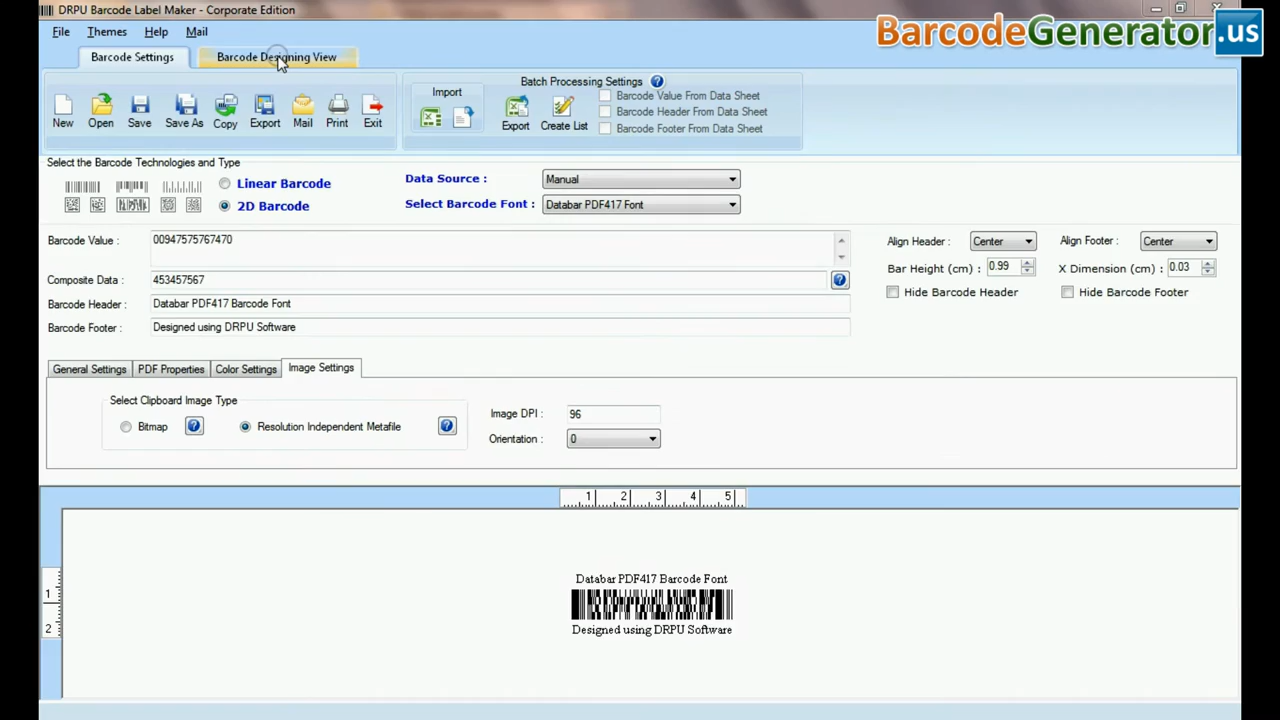 DRPU Barcode Label Maker - Corporate Edition
BarcodeGenerator.us
File Themes Help Mail
Barcode Settings Barcode Designing View
Batch Processing Settings
Import
Barcode Value From Data Sheet
Barcode Header From Data Sheet
Barcode Footer From Data Sheet
New Open Save Save As Copy Export Mail Print Exit Export Create List
Select the Barcode Technologies and Type
Linear Barcode
2D Barcode
Data Source : Manual
Select Barcode Font : Databar PDF417 Font
Barcode Value : 00947575767470
Composite Data : 453457567
Barcode Header : Databar PDF417 Barcode Font
Barcode Footer : Designed using DRPU Software
Align Header : Center Align Footer : Center
Bar Height (cm) : 0.99 X Dimension (cm) : 0.03
Hide Barcode Header Hide Barcode Footer
General Settings PDF Properties Color Settings Image Settings
Select Clipboard Image Type
Bitmap Resolution Independent Metafile
Image DPI : 96
Orientation : 0
1 2 3 4 5
1
2
Databar PDF417 Barcode Font
Designed using DRPU Software